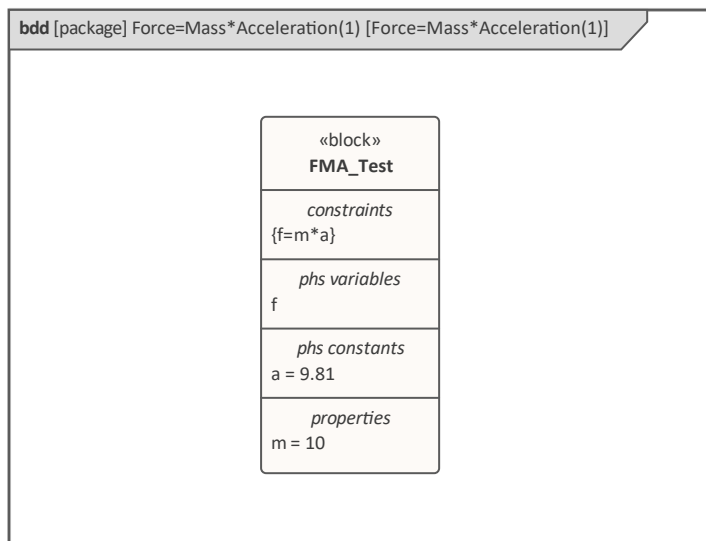 bdd [package] Force=Mass*Acceleration(1) [Force=Mass*Acceleration(1)]
«block»
FMA_Test
constraints
{f=m*a}
phs variables
f
phs constants
a = 9.81
properties
m = 10